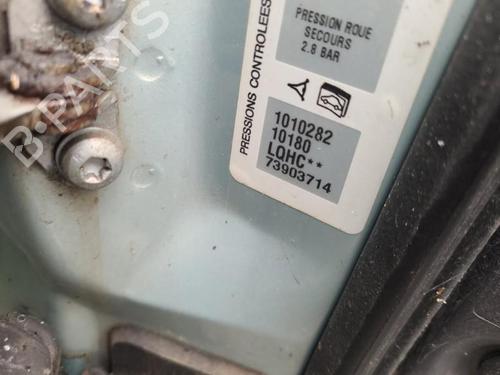 PRESSION ROUE
SECOURS
2.8 BAR
PRESSIONS CONTROLEES
1010282
10180
LQHC**
73903714
B-PARTS